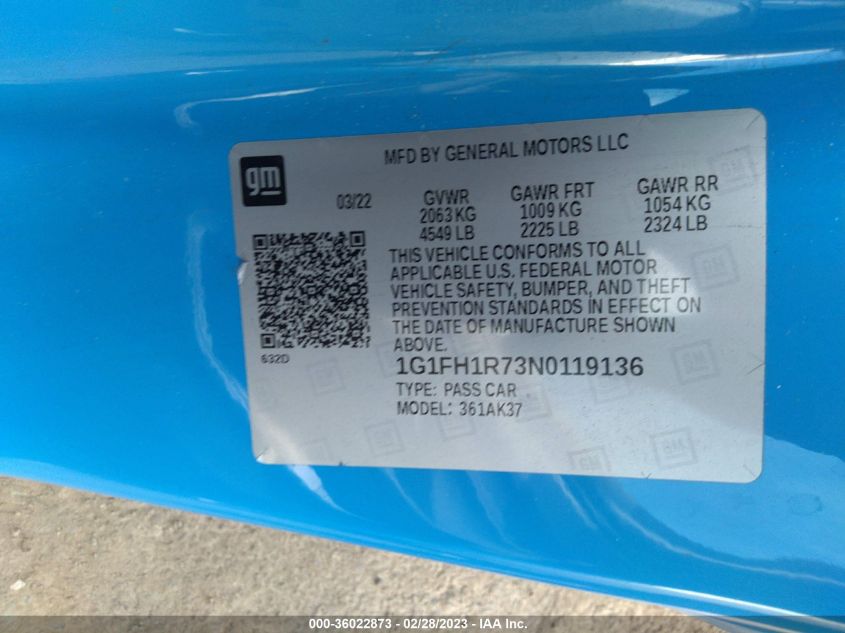 MFD BY GENERAL MOTORS LLC
gm
03/22
GVWR
2063 KG
4549 LB
GAWR FRT
1009 KG
2225 LB
GAWR RR
1054 KG
2324 LB
THIS VEHICLE CONFORMS TO ALL
APPLICABLE U.S. FEDERAL MOTOR
VEHICLE SAFETY, BUMPER, AND THEFT
PREVENTION STANDARDS IN EFFECT ON
THE DATE OF MANUFACTURE SHOWN
ABOVE.
632D
1G1FH1R73N0119136
TYPE: PASS CAR
MODEL: 361AK37
000-36022873 - 02/28/2023 - IAA Inc.